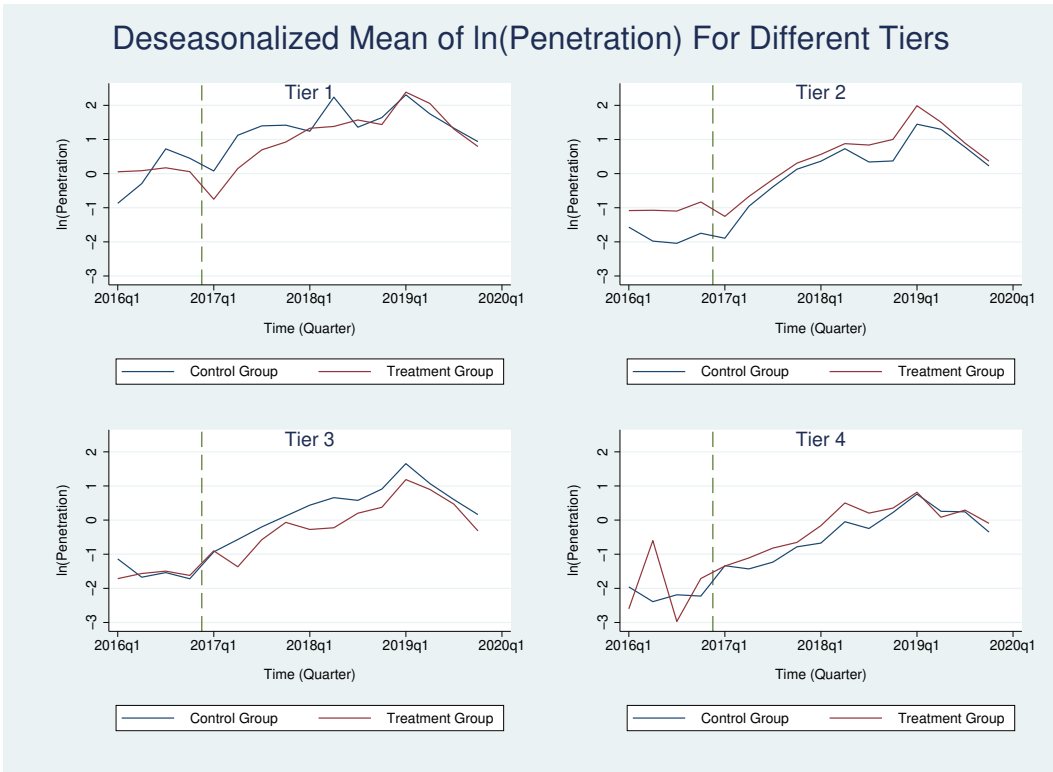 Deseasonalized Mean of ln(Penetration) For Different Tiers
Tier 1
ln(Penetration)
2
1
0
−1
−2
−3
2016q1 2017q1 2018q1 2019q1 2020q1
Time (Quarter)
Control Group Treatment Group
Tier 2
ln(Penetration)
2
1
0
−1
−2
−3
2016q1 2017q1 2018q1 2019q1 2020q1
Time (Quarter)
Control Group Treatment Group
Tier 3
ln(Penetration)
2
1
0
−1
−2
−3
2016q1 2017q1 2018q1 2019q1 2020q1
Time (Quarter)
Control Group Treatment Group
Tier 4
ln(Penetration)
2
1
0
−1
−2
−3
2016q1 2017q1 2018q1 2019q1 2020q1
Time (Quarter)
Control Group Treatment Group